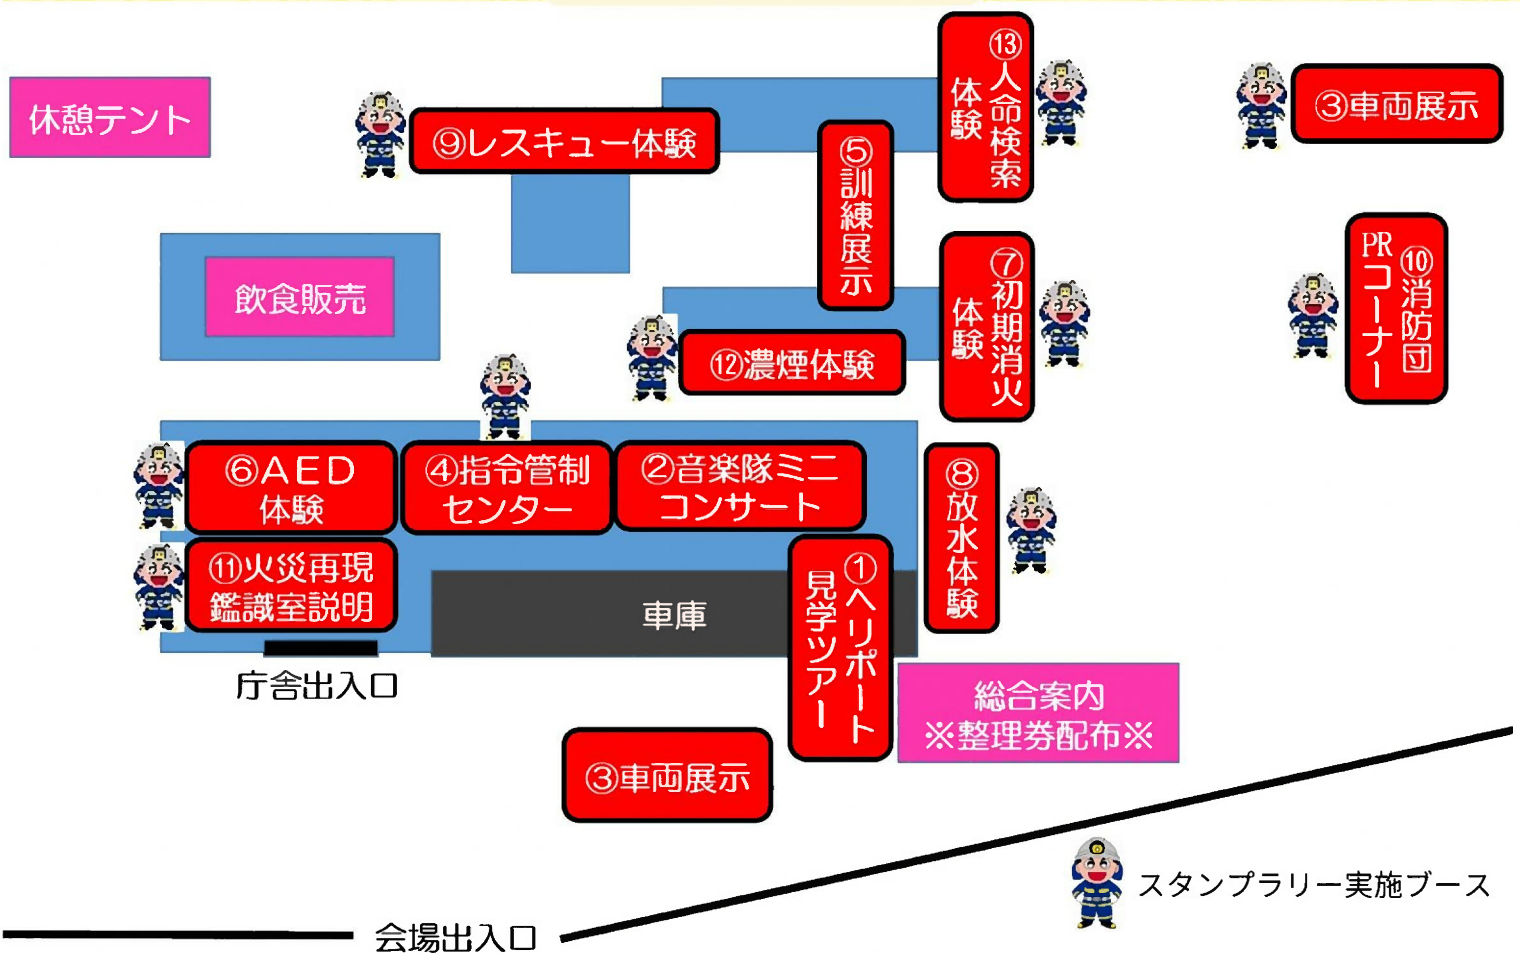 ⑬人命検索
体験
③車両展示
休憩テント
⑨レスキュー体験
⑤訓練展示
⑩消防団
PRコーナー
⑦初期消火
体験
飲食販売
⑫濃煙体験
⑥AED
体験
④指令管制
センター
②音楽隊ミニ
コンサート
⑧放水体験
⑪火災再現
鑑識室説明
①ヘリポート
見学ツアー
車庫
庁舎出入口
総合案内
※整理券配布※
③車両展示
スタンプラリー実施ブース
会場出入口